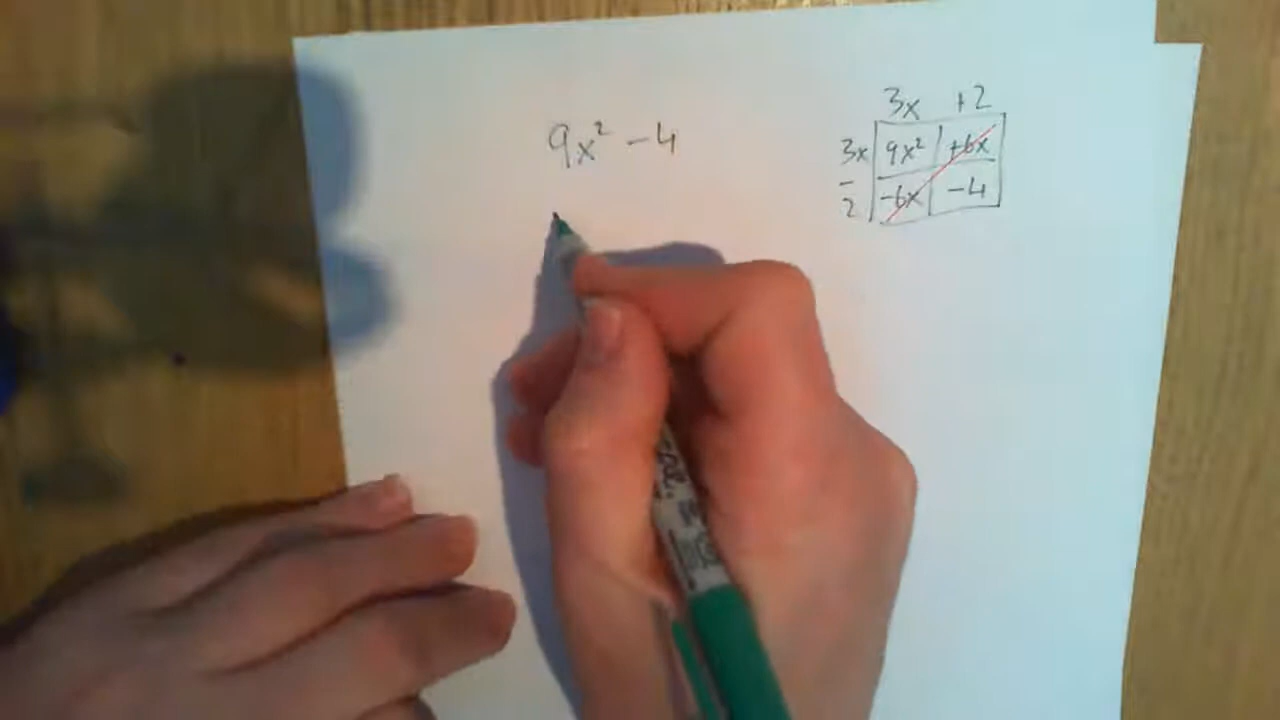 9x² - 4
3x +2
3x 9x² +6x
-2 -6x -4